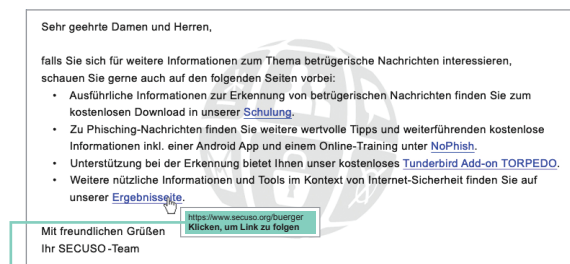 Sehr geehrte Damen und Herren,
falls Sie sich für weitere Informationen zum Thema betrügerische Nachrichten interessieren,
schauen Sie gerne auch auf den folgenden Seiten vorbei:
• Ausführliche Informationen zur Erkennung von betrügerischen Nachrichten finden Sie zum
kostenlosen Download in unserer Schulung.
• Zu Phisching-Nachrichten finden Sie weitere wertvolle Tipps und weiterführenden kostenlose
Informationen inkl. einer Android App und einem Online-Training unter NoPhish.
• Unterstützung bei der Erkennung bietet Ihnen unser kostenloses Tunderbird Add-on TORPEDO.
• Weitere nützliche Informationen und Tools im Kontext von Internet-Sicherheit finden Sie auf
unserer Ergebnisseite.
https://www.secuso.org/buerger
Klicken, um Link zu folgen
Mit freundlichen Grüßen
Ihr SECUSO-Team